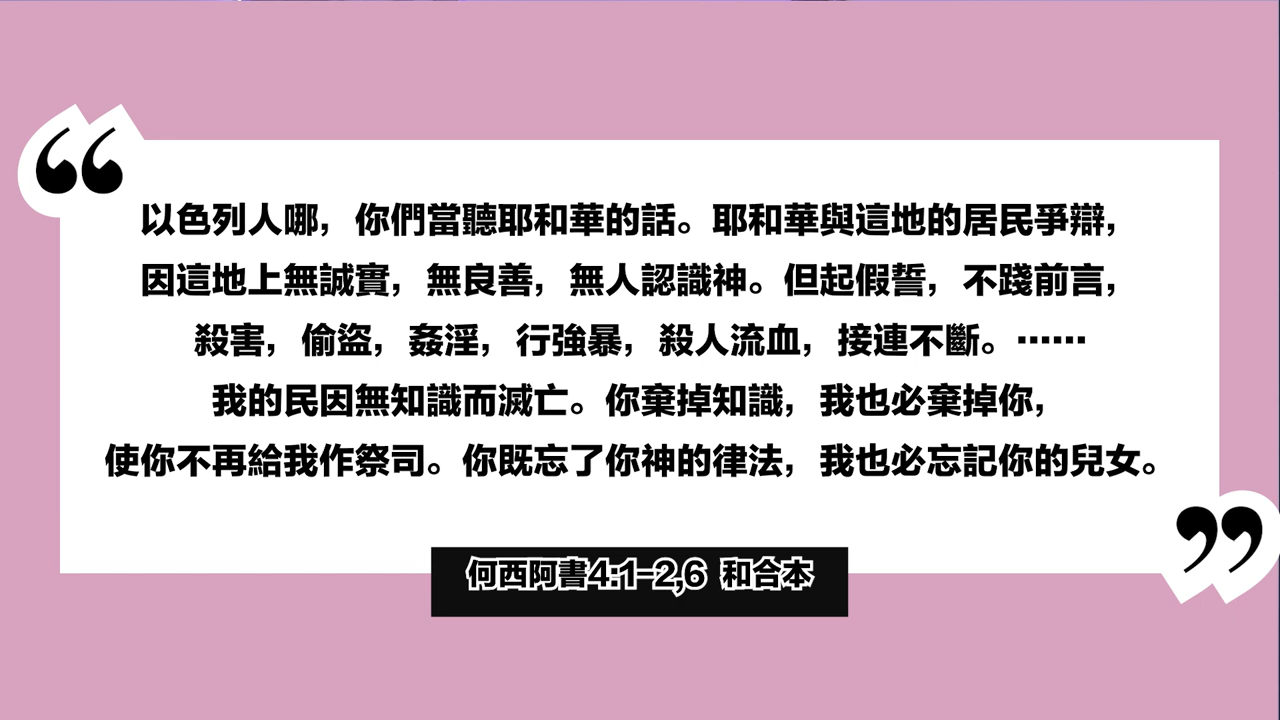 以色列人哪，你們當聽耶和華的話。耶和華與這地的居民爭辯，
因這地上無誠實，無良善，無人認識神。但起假誓，不踐前言，
殺害，偷盜，姦淫，行強暴，殺人流血，接連不斷。……
我的民因無知識而滅亡。你棄掉知識，我也必棄掉你，
使你不再給我作祭司。你既忘了你神的律法，我也必忘記你的兒女。
何西阿書4:1-2,6 和合本